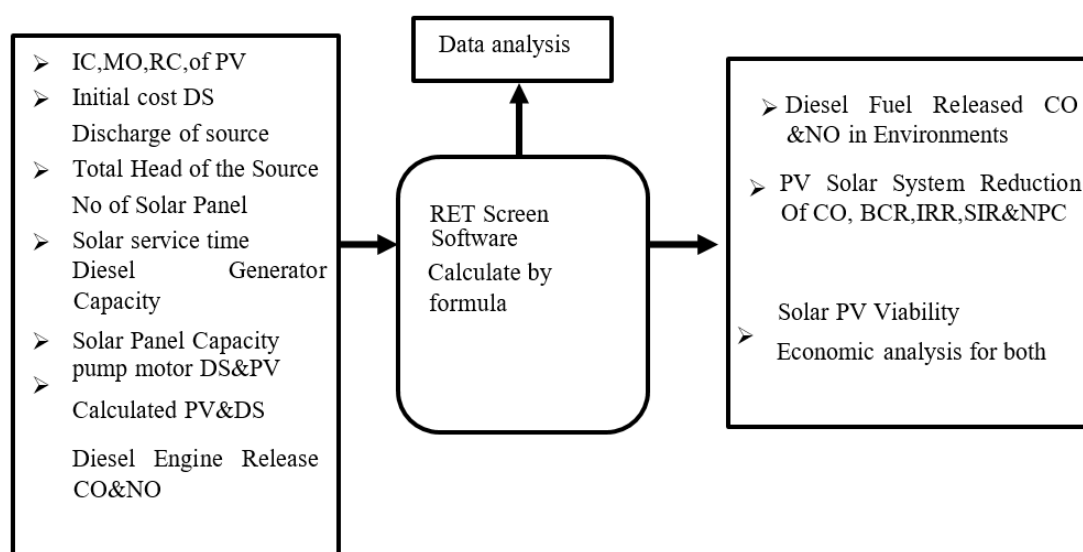 Data analysis
➢ IC,MO,RC,of PV
➢ Initial cost DS
Discharge of source
➢ Total Head of the Source
No of Solar Panel
➢ Solar service time
Diesel Generator
Capacity
➢ Solar Panel Capacity
pump motor DS&PV
➢
Calculated PV&DS
Diesel Engine Release
CO&NO
RET Screen
Software
Calculate by
formula
➢ Diesel Fuel Released CO
&NO in Environments
➢ PV Solar System Reduction
Of CO, BCR,IRR,SIR&NPC
Solar PV Viability
➢
Economic analysis for both